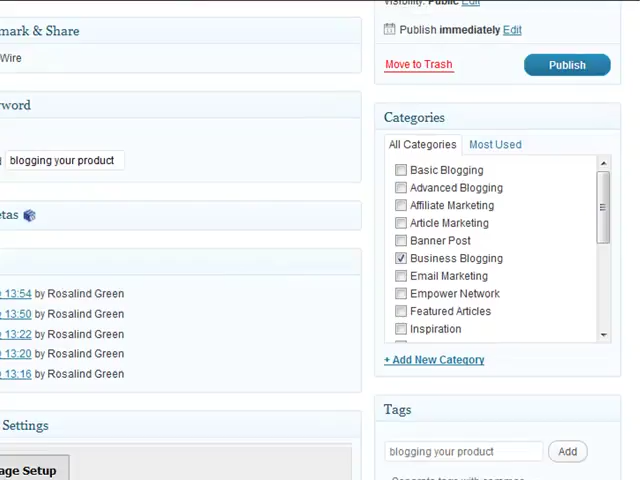 mark & Share
Wire
word
blogging your product
etas
13:54 by Rosalind Green
13:50 by Rosalind Green
13:22 by Rosalind Green
13:20 by Rosalind Green
13:16 by Rosalind Green
Settings
age Setup
Visibility: Public Edit
Publish immediately Edit
Move to Trash
Publish
Categories
All Categories
Most Used
Basic Blogging
Advanced Blogging
Affiliate Marketing
Article Marketing
Banner Post
Business Blogging
Email Marketing
Empower Network
Featured Articles
Inspiration
+ Add New Category
Tags
blogging your product
Add
Separate tags with commas